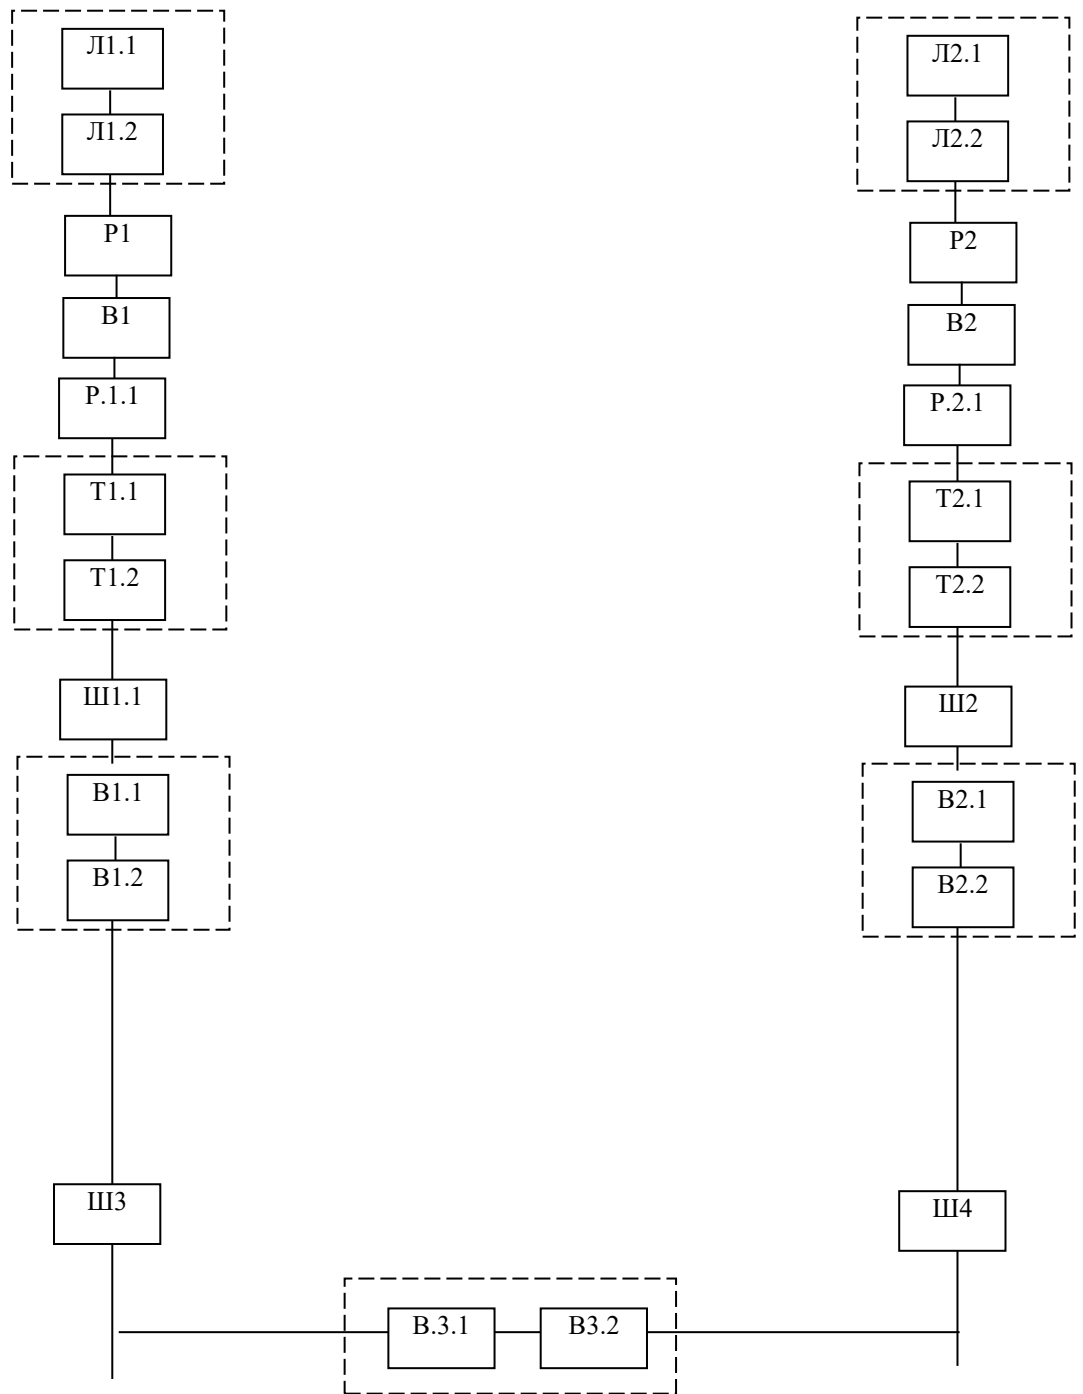 Л1.1
Л1.2
Р1
В1
Р.1.1
Т1.1
Т1.2
Ш1.1
В1.1
В1.2
Ш3
Л2.1
Л2.2
Р2
В2
Р.2.1
Т2.1
Т2.2
Ш2
В2.1
В2.2
Ш4
В.3.1
В3.2